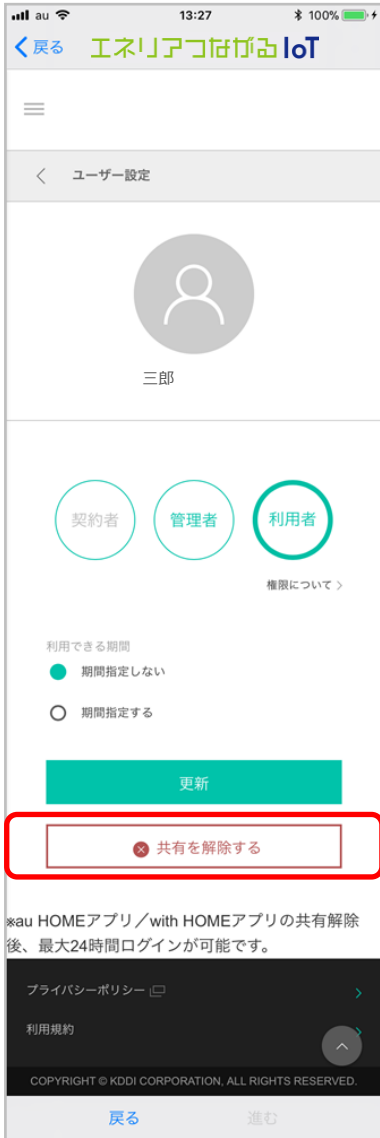 au 13:27 100%
戻る エネリアつながるIoT
ユーザー設定
三郎
契約者 管理者 利用者
権限について
利用できる期間
期間指定しない
期間指定する
更新
共有を解除する
※au HOMEアプリ／with HOMEアプリの共有解除
後、最大24時間ログインが可能です。
プライバシーポリシー
利用規約
COPYRIGHT © KDDI CORPORATION, ALL RIGHTS RESERVED.
戻る 進む